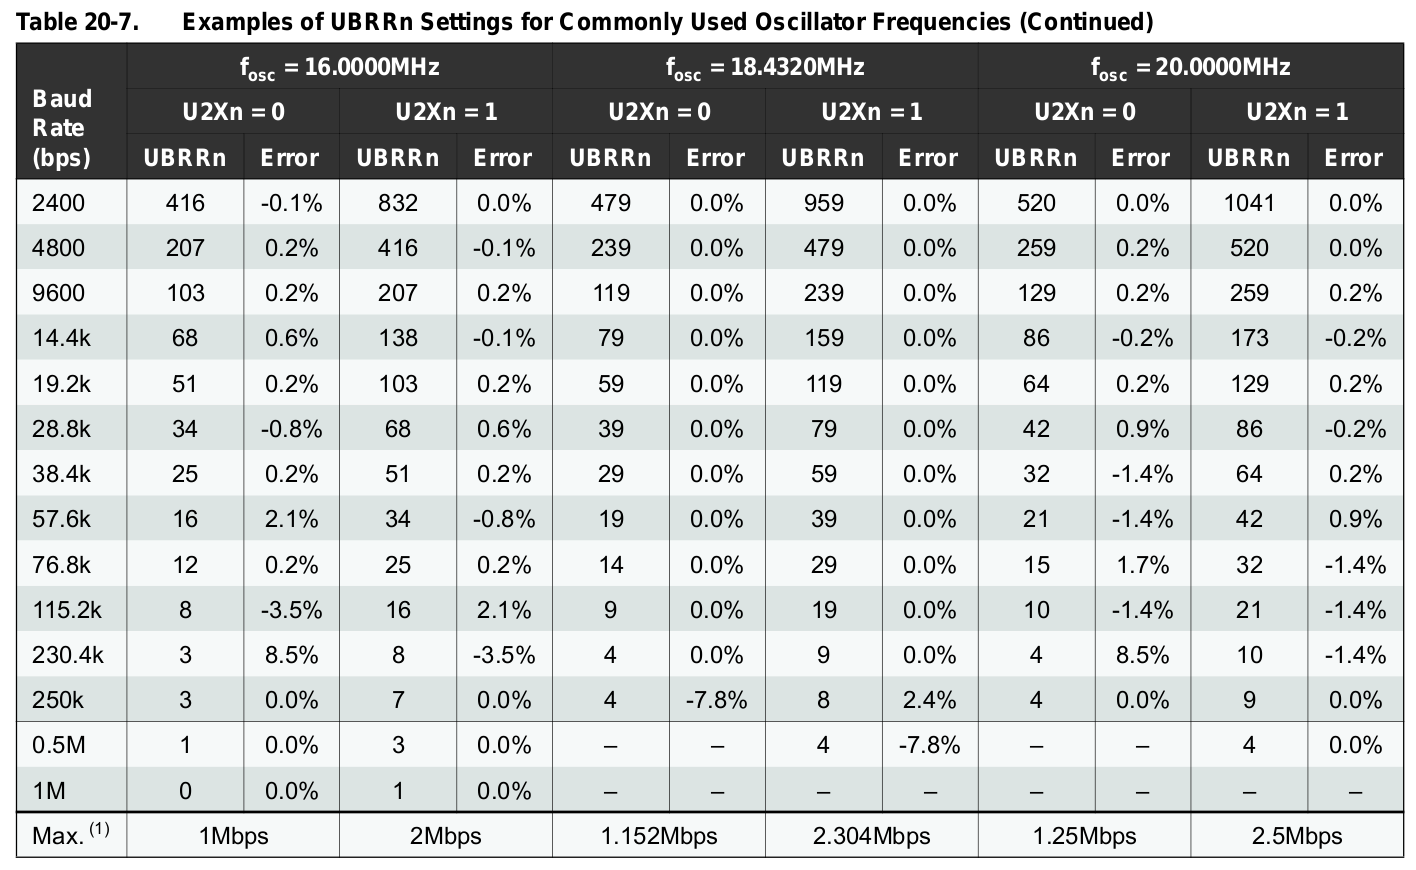 Table 20-7. Examples of UBRRn Settings for Commonly Used Oscillator Frequencies (Continued)
Baud Rate (bps) fosc = 16.0000MHz fosc = 18.4320MHz fosc = 20.0000MHz
U2Xn = 0 U2Xn = 1 U2Xn = 0 U2Xn = 1 U2Xn = 0 U2Xn = 1
UBRRn Error UBRRn Error UBRRn Error UBRRn Error UBRRn Error UBRRn Error
2400 416 -0.1% 832 0.0% 479 0.0% 959 0.0% 520 0.0% 1041 0.0%
4800 207 0.2% 416 -0.1% 239 0.0% 479 0.0% 259 0.2% 520 0.0%
9600 103 0.2% 207 0.2% 119 0.0% 239 0.0% 129 0.2% 259 0.2%
14.4k 68 0.6% 138 -0.1% 79 0.0% 159 0.0% 86 -0.2% 173 -0.2%
19.2k 51 0.2% 103 0.2% 59 0.0% 119 0.0% 64 0.2% 129 0.2%
28.8k 34 -0.8% 68 0.6% 39 0.0% 79 0.0% 42 0.9% 86 -0.2%
38.4k 25 0.2% 51 0.2% 29 0.0% 59 0.0% 32 -1.4% 64 0.2%
57.6k 16 2.1% 34 -0.8% 19 0.0% 39 0.0% 21 -1.4% 42 0.9%
76.8k 12 0.2% 25 0.2% 14 0.0% 29 0.0% 15 1.7% 32 -1.4%
115.2k 8 -3.5% 16 2.1% 9 0.0% 19 0.0% 10 -1.4% 21 -1.4%
230.4k 3 8.5% 8 -3.5% 4 0.0% 9 0.0% 4 8.5% 10 -1.4%
250k 3 0.0% 7 0.0% 4 -7.8% 8 2.4% 4 0.0% 9 0.0%
0.5M 1 0.0% 3 0.0% – – 4 -7.8% – – 4 0.0%
1M 0 0.0% 1 0.0% – – – – – – – –
Max. (1) 1Mbps 2Mbps 1.152Mbps 2.304Mbps 1.25Mbps 2.5Mbps